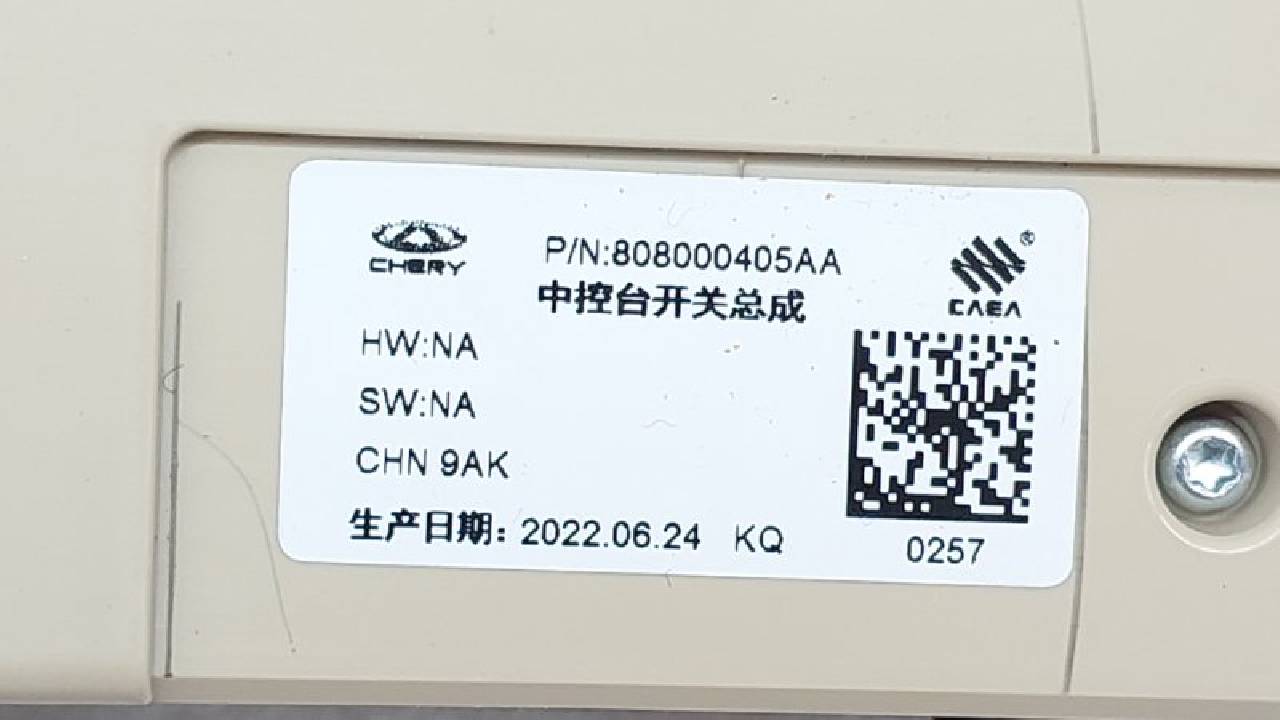 CHERY
P/N:808000405AA
中控台开关总成
CAEA
®
HW:NA
SW:NA
CHN 9AK
生产日期: 2022.06.24 KQ
0257